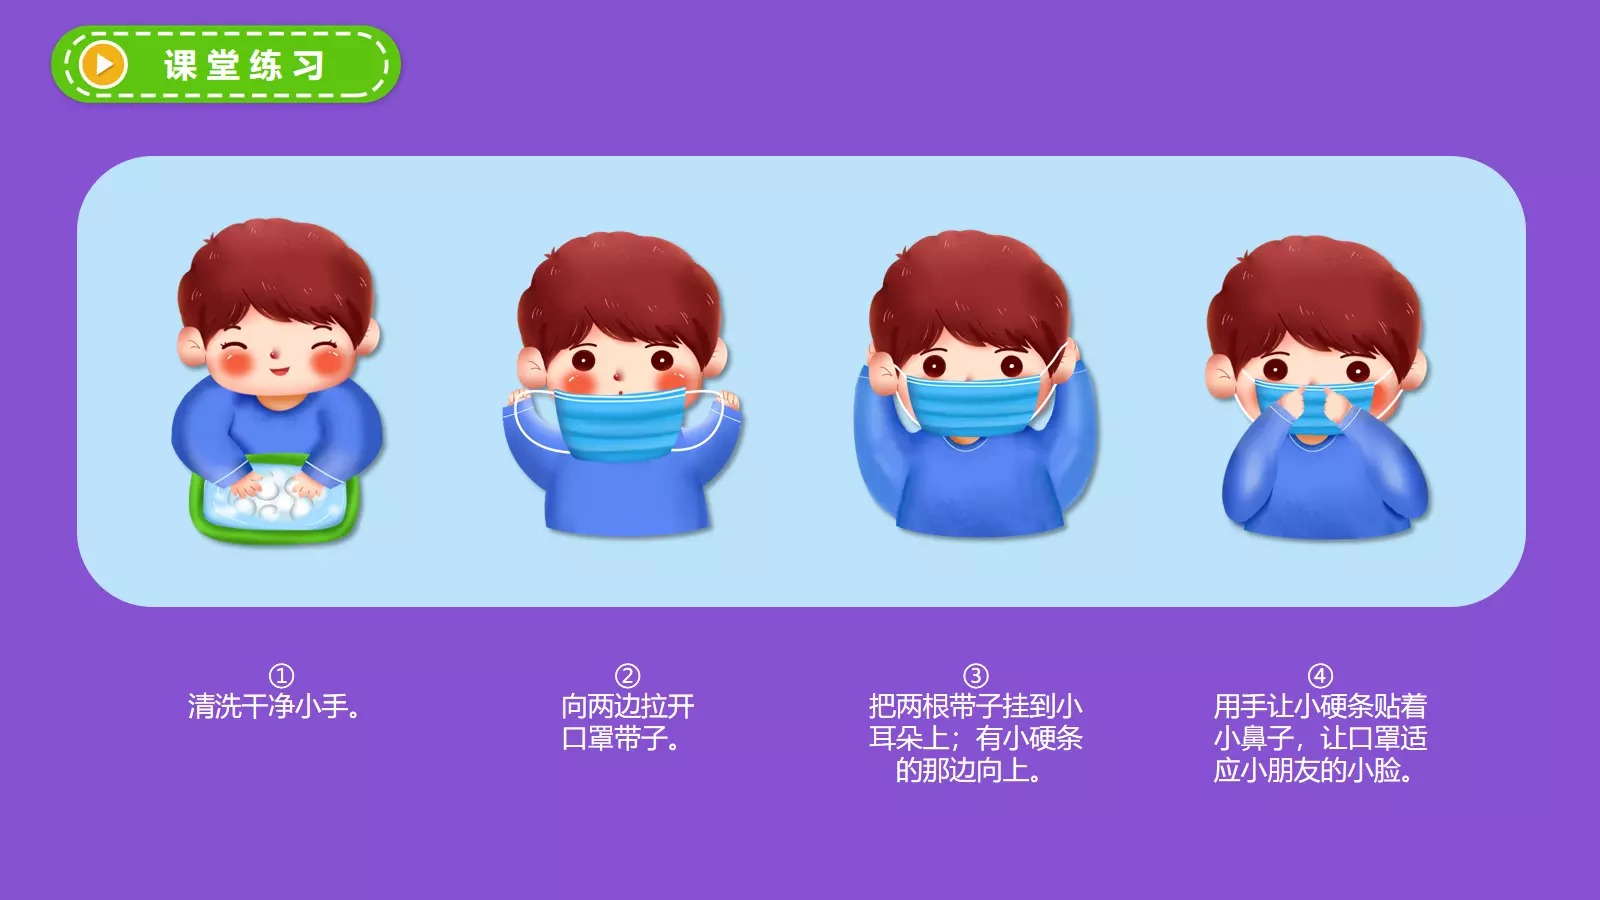 课堂练习
①
清洗干净小手。
②
向两边拉开
口罩带子。
③
把两根带子挂到小
耳朵上；有小硬条
的那边向上。
④
用手让小硬条贴着
小鼻子，让口罩适
应小朋友的小脸。